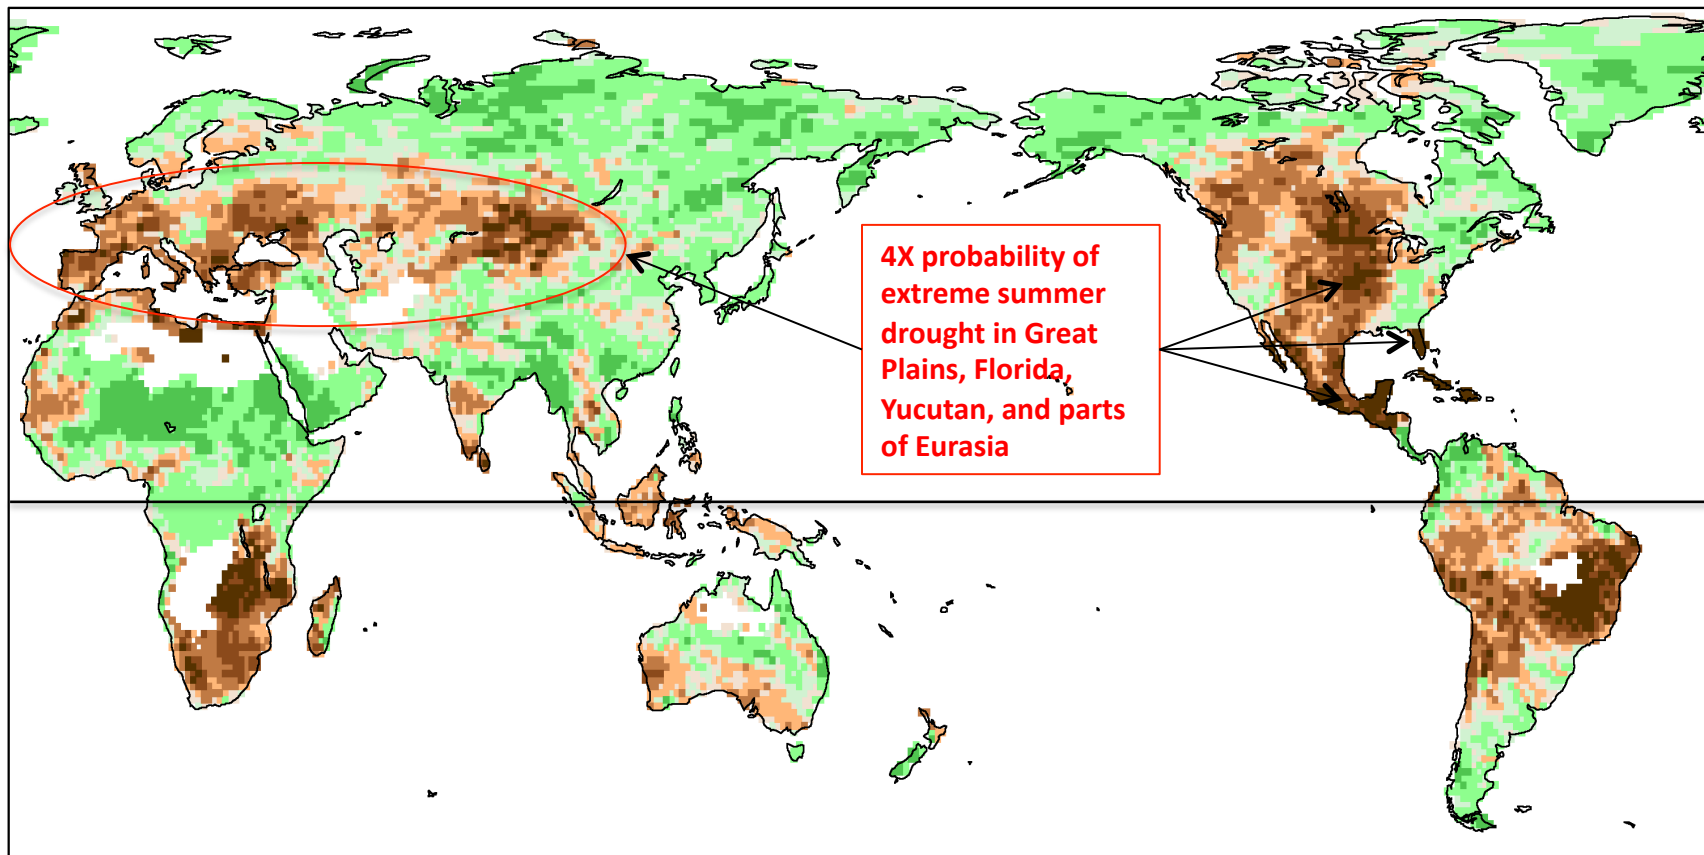 4X probability of
extreme summer
drought in Great
Plains, Florida,
Yucutan, and parts
of Eurasia